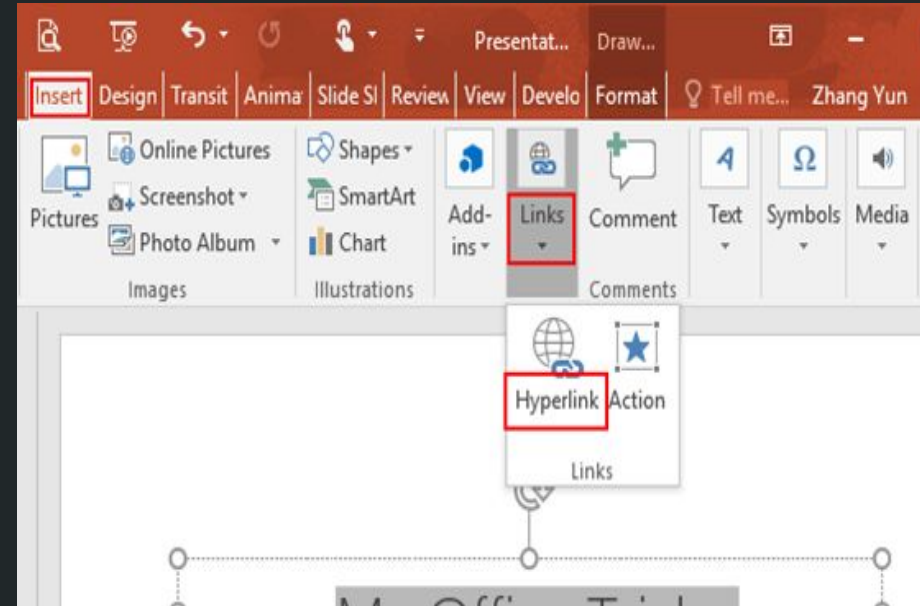 Presentat... Draw...
Insert Design Transit Anima Slide Sl Review View Develo Format Tell me... Zhang Yun
Pictures
Online Pictures
Screenshot
Photo Album
Images
Shapes
SmartArt
Chart
Illustrations
Add-
ins
Links
Comment
Comments
Text
Symbols
Media
Hyperlink Action
Links